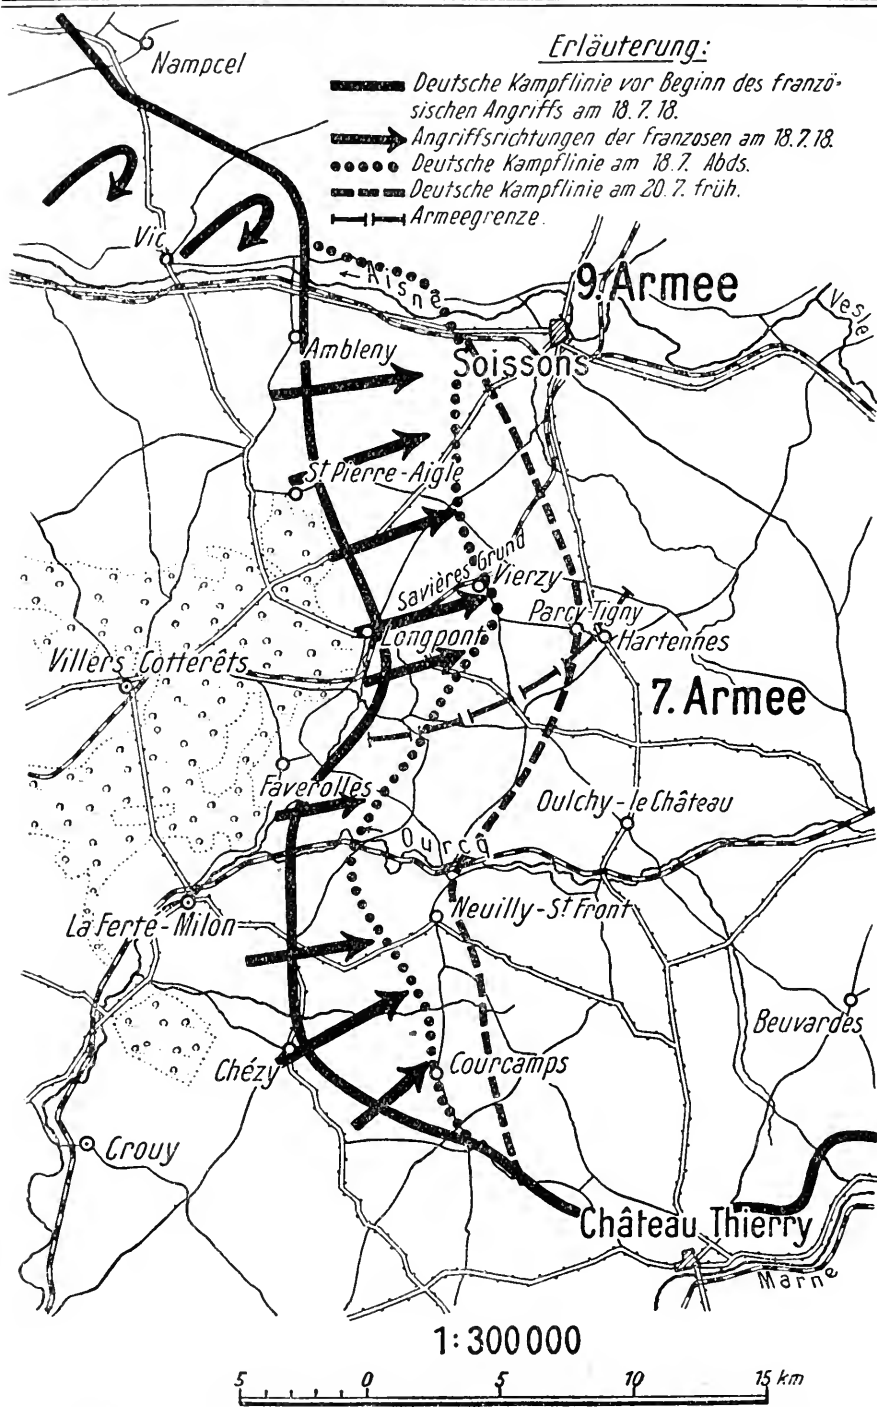 Erläuterung:
Nampcel
Deutsche Kampflinie vor Beginn des franzö-
sischen Angriffs am 18.7.18.
Angriffsrichtungen der Franzosen am 18.7.18.
Deutsche Kampflinie am 18.7. Abds.
Deutsche Kampflinie am 20.7. früh.
Armeegrenze.
Vic
Aisne
9. Armee
Vesle
Ambleny
Soissons
St Pierre-Aigle
Savières Grund
Vierzy
Parcy-Tigny
Longpont
Hartennes
Villers Cotterêts
7. Armee
Faverolles
Oulchy-le Château
Ourcq
Neuilly-St Front
La Ferte-Milon
Beuvardes
Chézy
Courcamps
Crouy
Château Thierry
Marne
1:300000
5 0 5 10 15 km